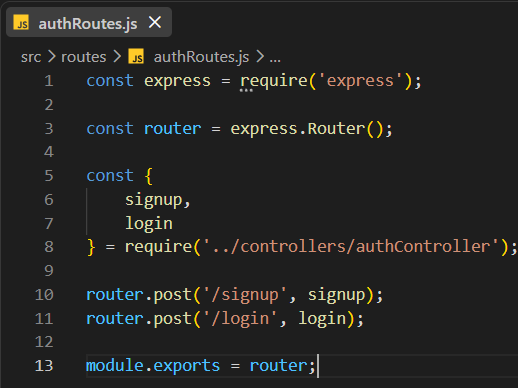 JS authRoutes.js ×
src > routes > JS authRoutes.js > ...
1 const express = require('express');
2
3 const router = express.Router();
4
5 const {
6     signup,
7     login
8 } = require('../controllers/authController');
9
10 router.post('/signup', signup);
11 router.post('/login', login);
12
13 module.exports = router;